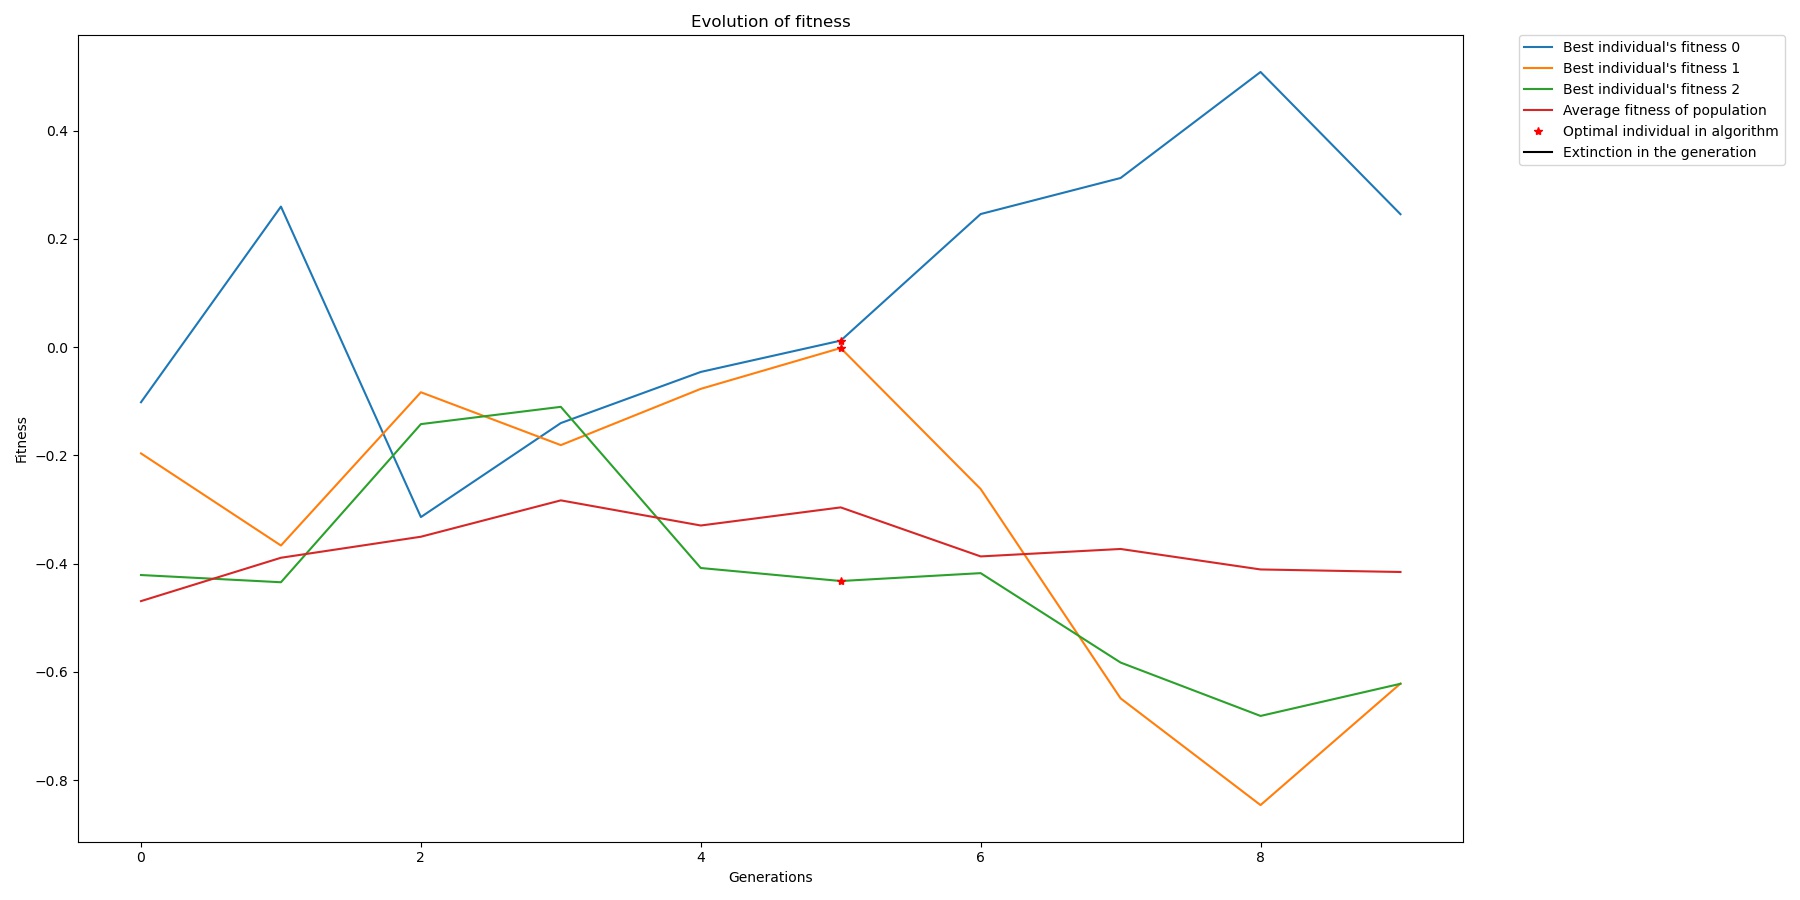 Evolution of fitness
Best individual's fitness 0
Best individual's fitness 1
Best individual's fitness 2
Average fitness of population
Optimal individual in algorithm
Extinction in the generation
Fitness
0.4
0.2
0.0
−0.2
−0.4
−0.6
−0.8
0 2 4 6 8
Generations